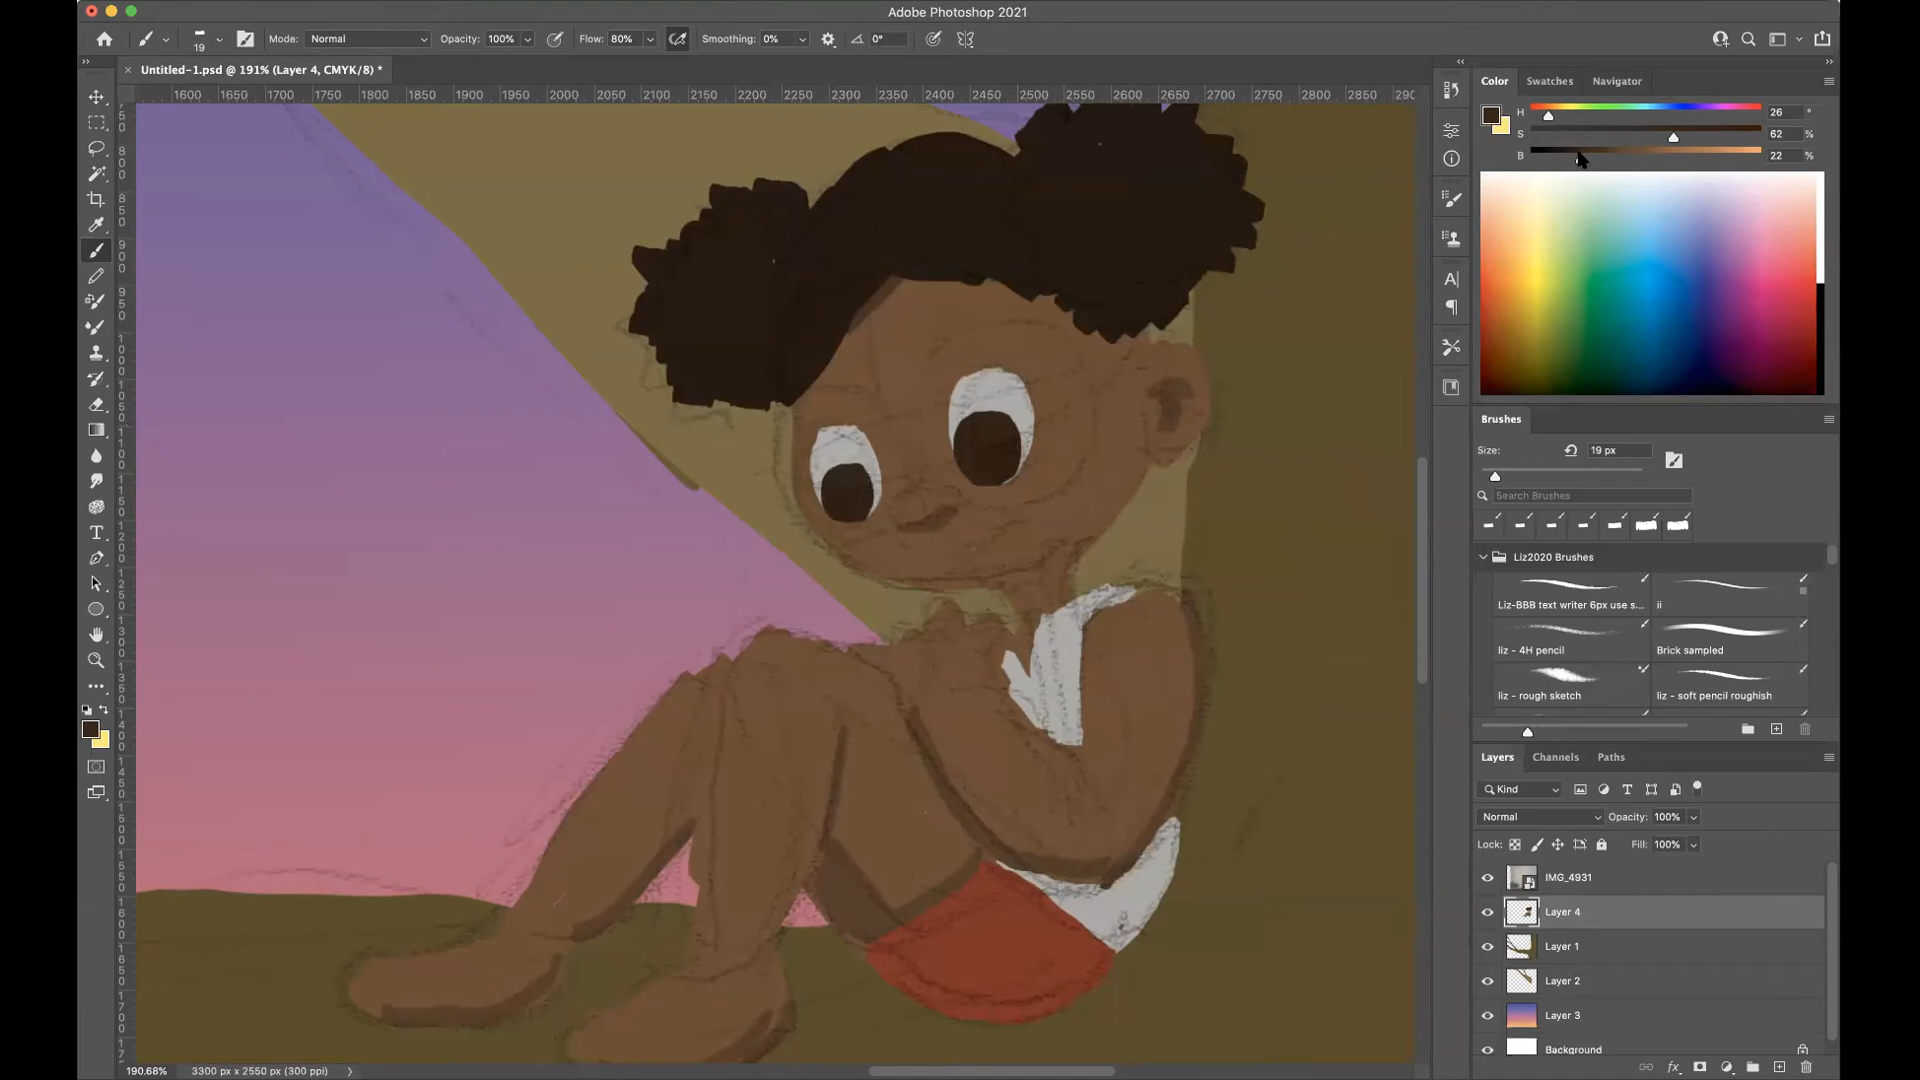 Adobe Photoshop 2021
19
Mode: Normal
Opacity: 100%
Flow: 80%
Smoothing: 0%
0°
Untitled-1.psd @ 191% (Layer 4, CMYK/8) *
1600 1650 1700 1750 1800 1850 1900 1950 2000 2050 2100 2150 2200 2250 2300 2350 2400 2450 2500 2550 2600 2650 2700 2750 2800 2850
Color Swatches Navigator
H 26 °
S 62 %
B 22 %
Brushes
Size: 19 px
Search Brushes
Liz2020 Brushes
Liz-BBB text writer 6px use s... ii
liz - 4H pencil Brick sampled
liz - rough sketch liz - soft pencil roughish
Layers Channels Paths
Kind
Normal Opacity: 100%
Lock: Fill: 100%
IMG_4931
Layer 4
Layer 1
Layer 2
Layer 3
Background
190.68% 3300 px x 2550 px (300 ppi)